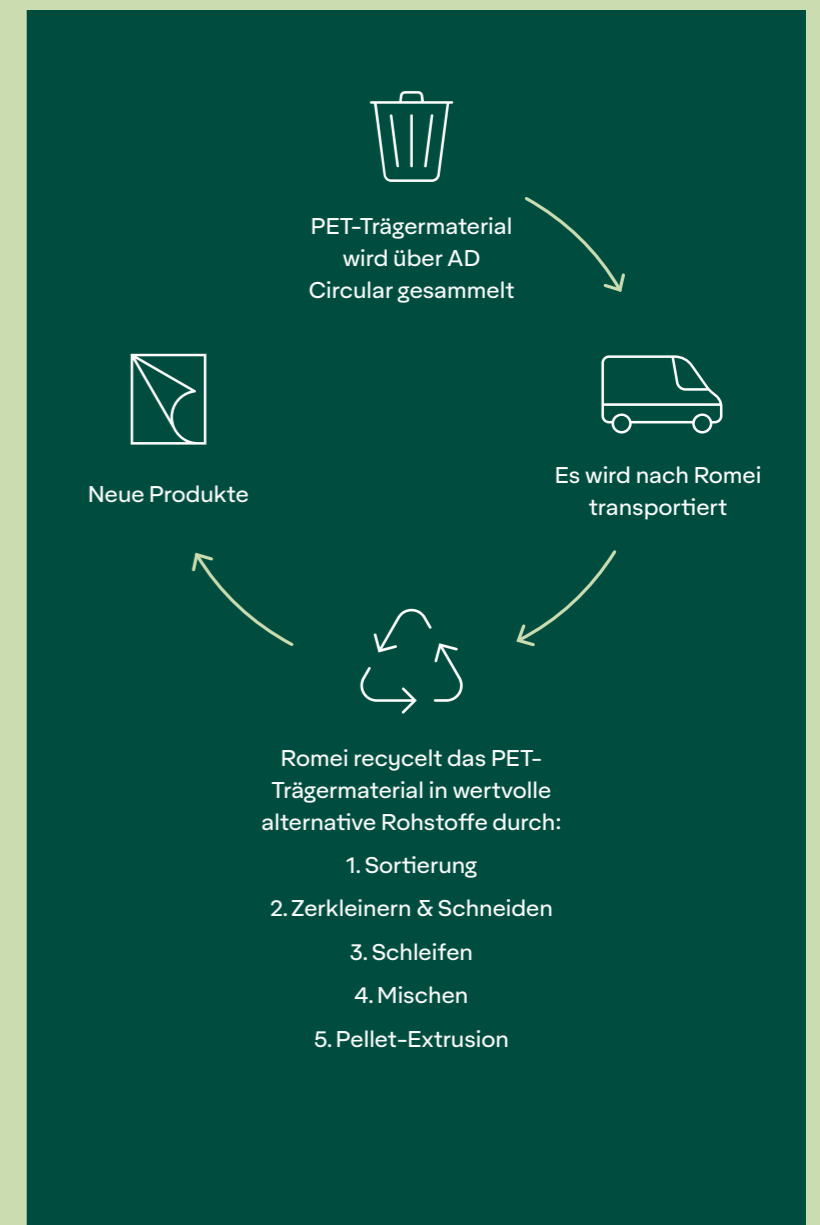 PET-Trägermaterial
wird über AD
Circular gesammelt
Es wird nach Romei
transportiert
Romei recycelt das PET-
Trägermaterial in wertvolle
alternative Rohstoffe durch:
1. Sortierung
2. Zerkleinern & Schneiden
3. Schleifen
4. Mischen
5. Pellet-Extrusion
Neue Produkte